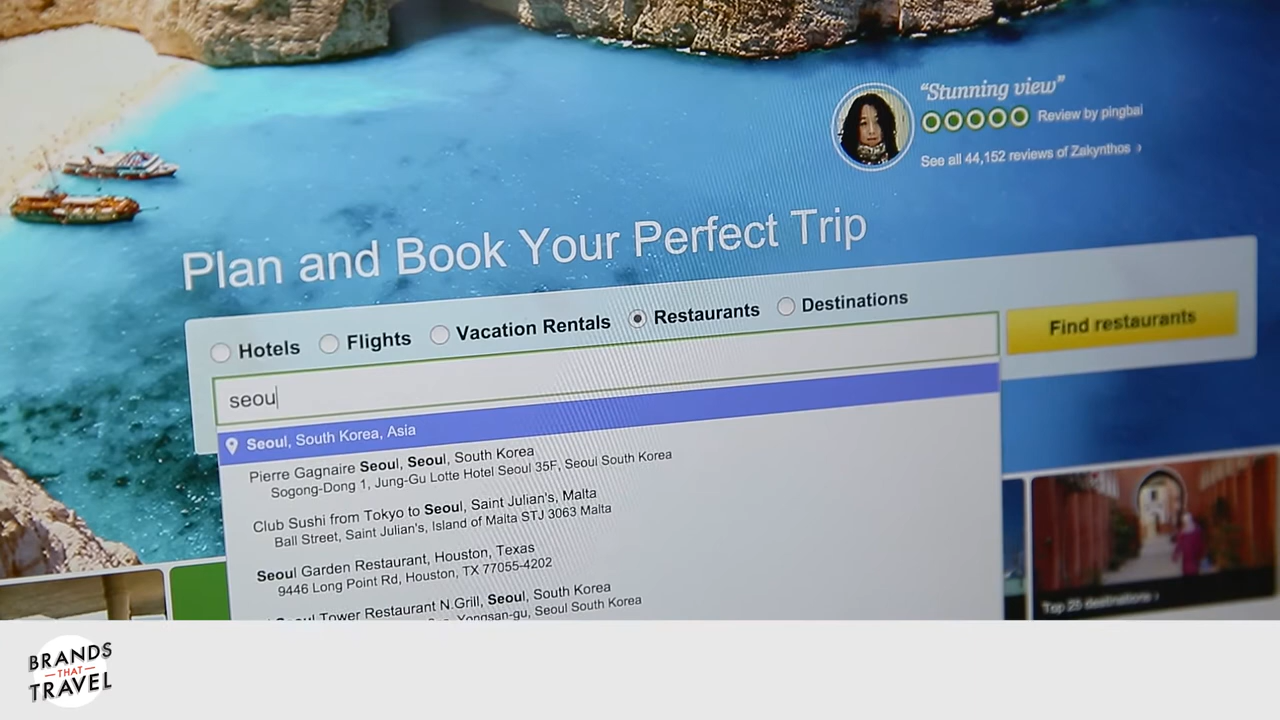 “Stunning view”
Review by pingbai
See all 44,152 reviews of Zakynthos ›
Plan and Book Your Perfect Trip
Hotels
Flights
Vacation Rentals
Restaurants
Destinations
seou
Find restaurants
Seoul, South Korea, Asia
Pierre Gagnaire Seoul, Seoul, South Korea
Sogong-Dong 1, Jung-Gu Lotte Hotel Seoul 35F, Seoul South Korea
Club Sushi from Tokyo to Seoul, Saint Julian's, Malta
Ball Street, Saint Julian's, Island of Malta STJ 3063 Malta
Seoul Garden Restaurant, Houston, Texas
9446 Long Point Rd, Houston, TX 77055-4202
Seoul Tower Restaurant N.Grill, Seoul, South Korea
Yongsan-gu, Seoul South Korea
Top 25 destinations ›
BRANDS
THAT
TRAVEL